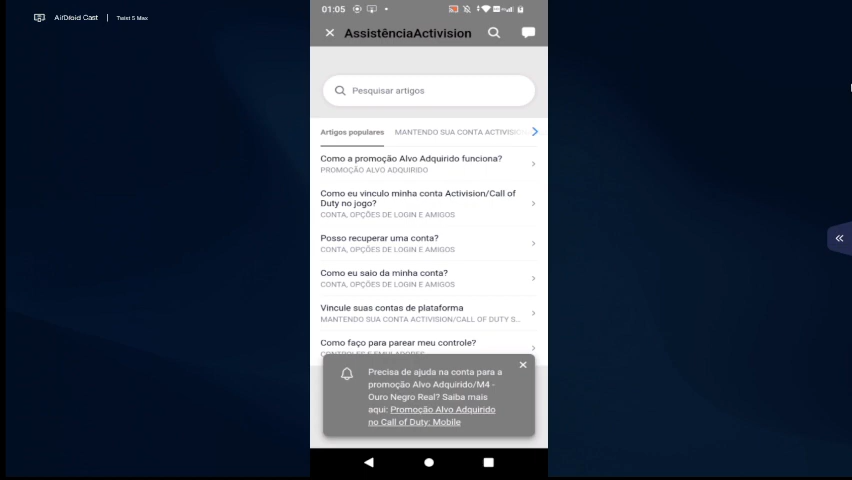 AirDroid Cast | Twist 5 Max
01:05
AssistênciaActivision
Pesquisar artigos
Artigos populares MANTENDO SUA CONTA ACTIVISION
Como a promoção Alvo Adquirido funciona?
PROMOÇÃO ALVO ADQUIRIDO
Como eu vinculo minha conta Activision/Call of
Duty no jogo?
CONTA, OPÇÕES DE LOGIN E AMIGOS
Posso recuperar uma conta?
CONTA, OPÇÕES DE LOGIN E AMIGOS
Como eu saio da minha conta?
CONTA, OPÇÕES DE LOGIN E AMIGOS
Vincule suas contas de plataforma
MANTENDO SUA CONTA ACTIVISION/CALL OF DUTY S...
Como faço para parear meu controle?
CONTROLES E EMULADORES
Precisa de ajuda na conta para a
promoção Alvo Adquirido/M4 -
Ouro Negro Real? Saiba mais
aqui: Promoção Alvo Adquirido
no Call of Duty: Mobile